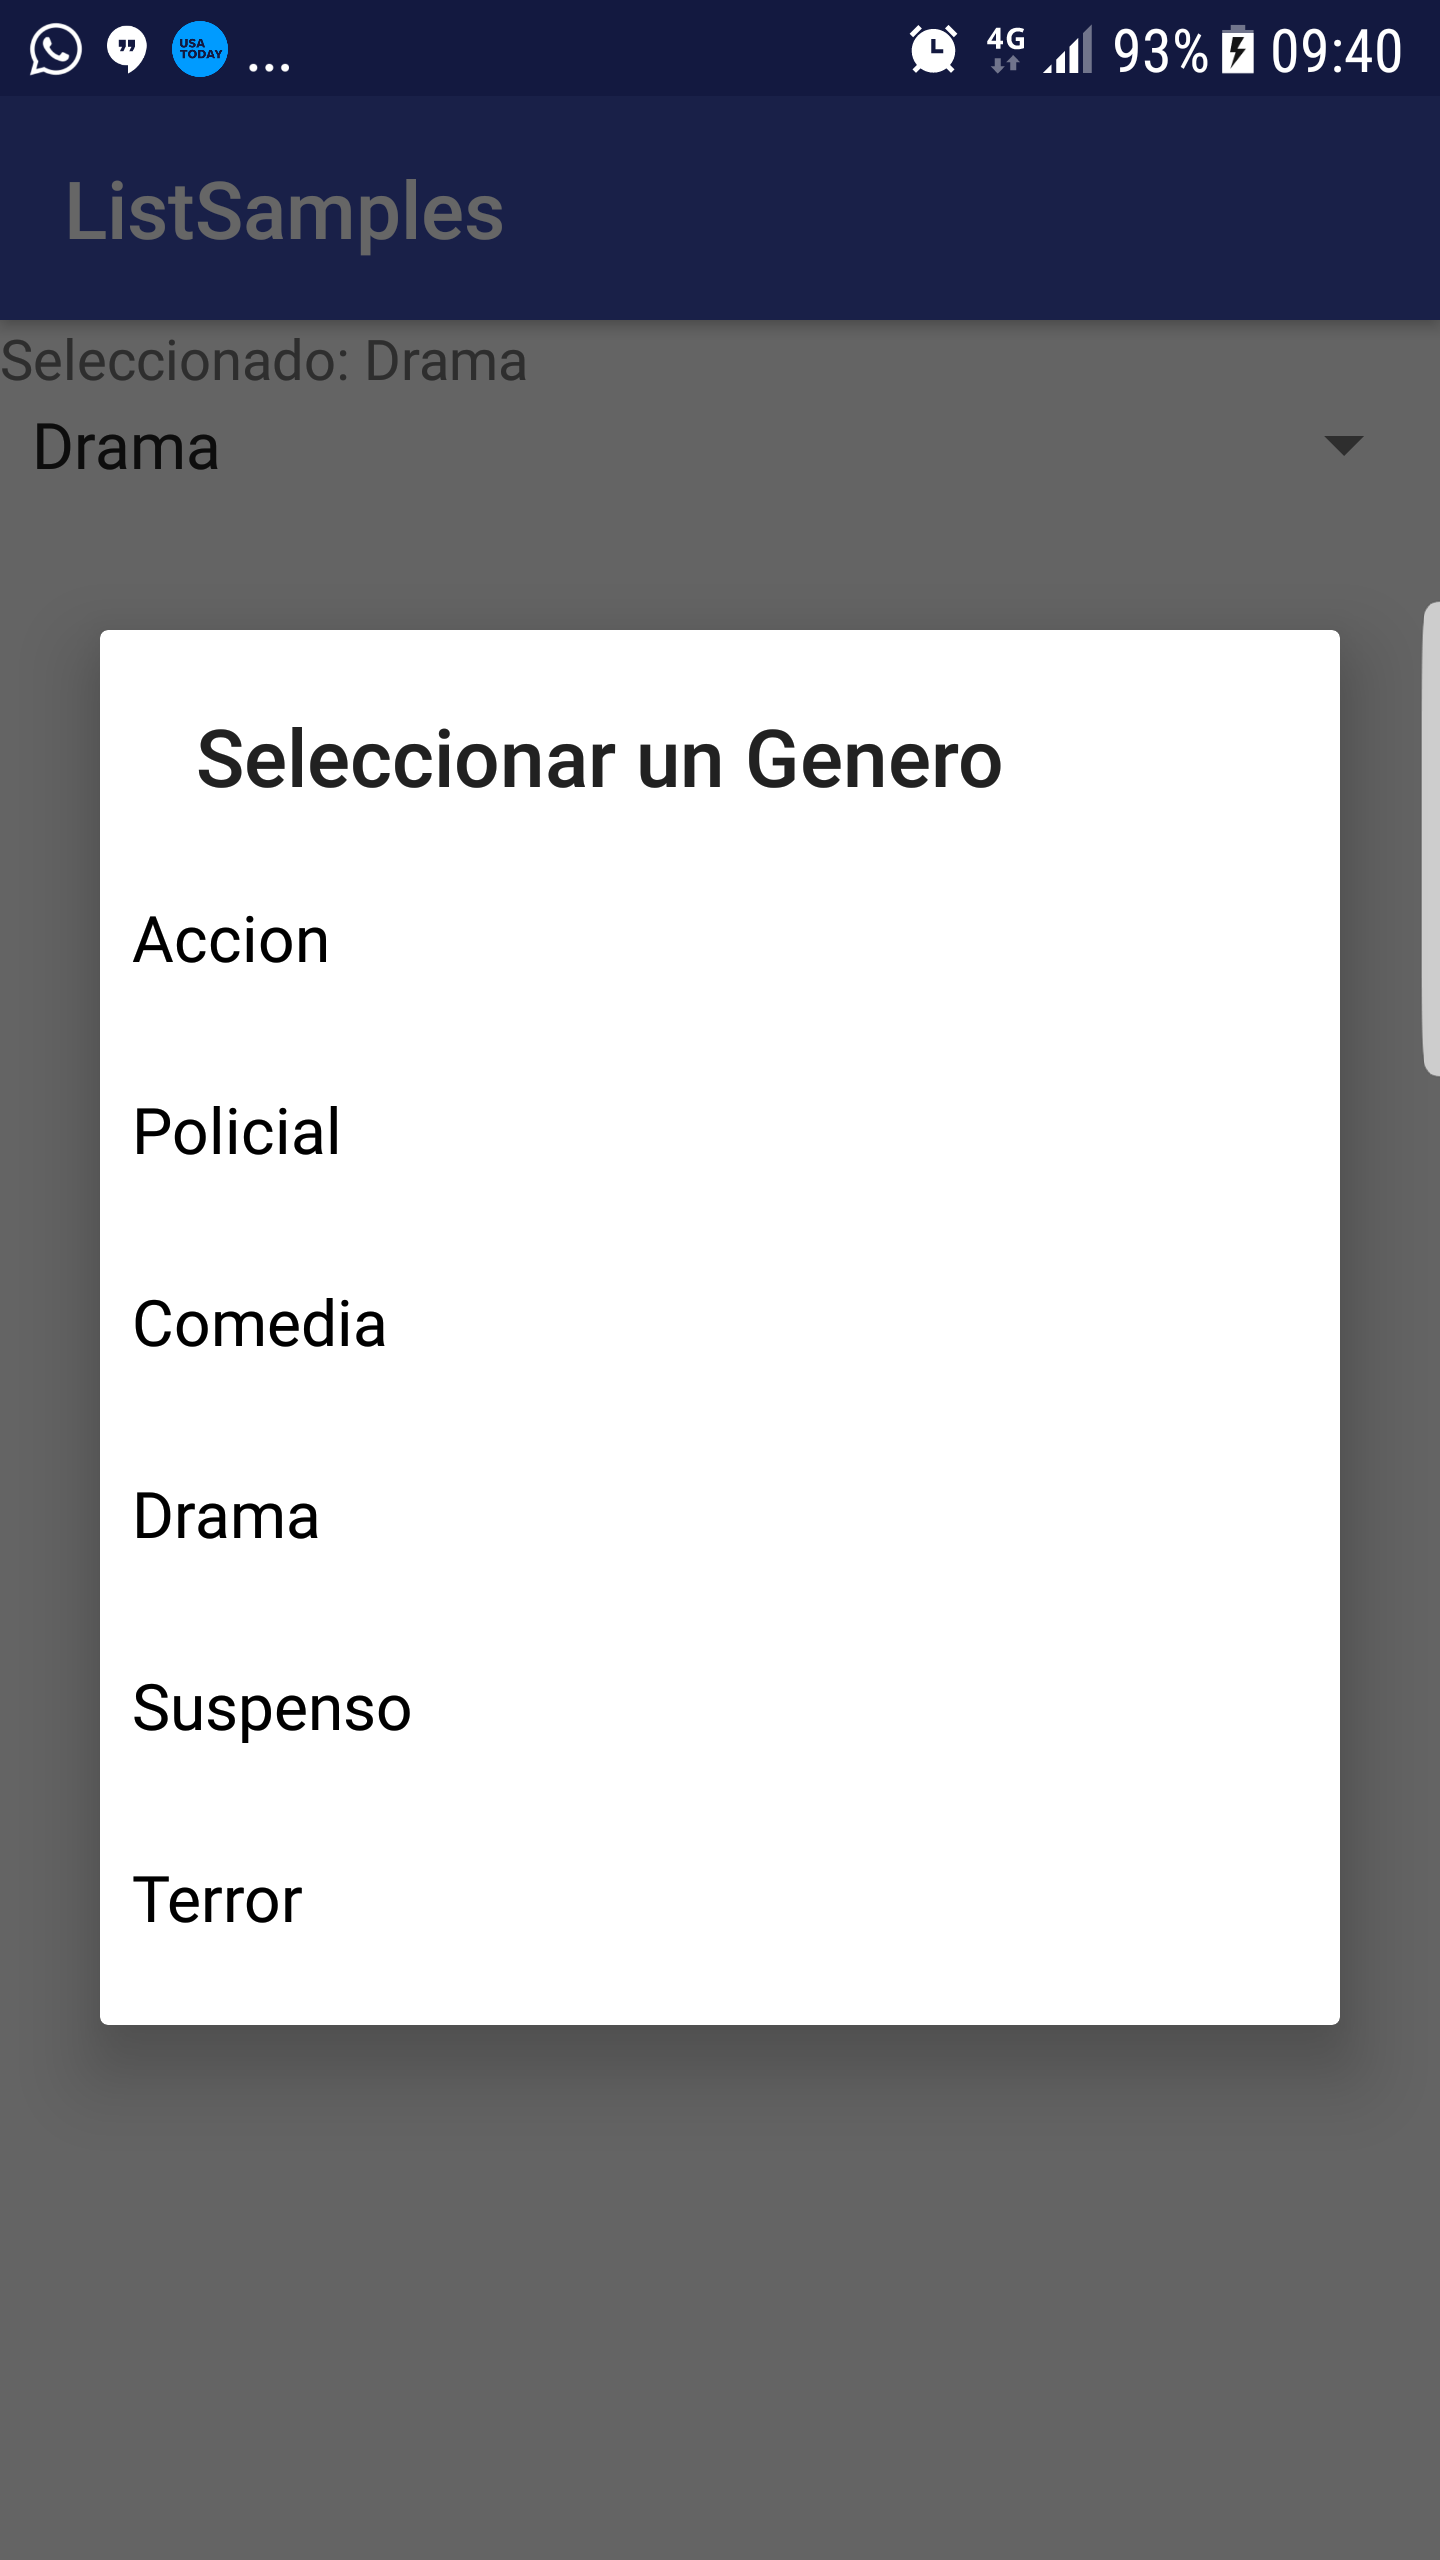 USA TODAY ... 4G 93% 09:40
ListSamples
Seleccionado: Drama
Drama
Seleccionar un Genero
Accion
Policial
Comedia
Drama
Suspenso
Terror